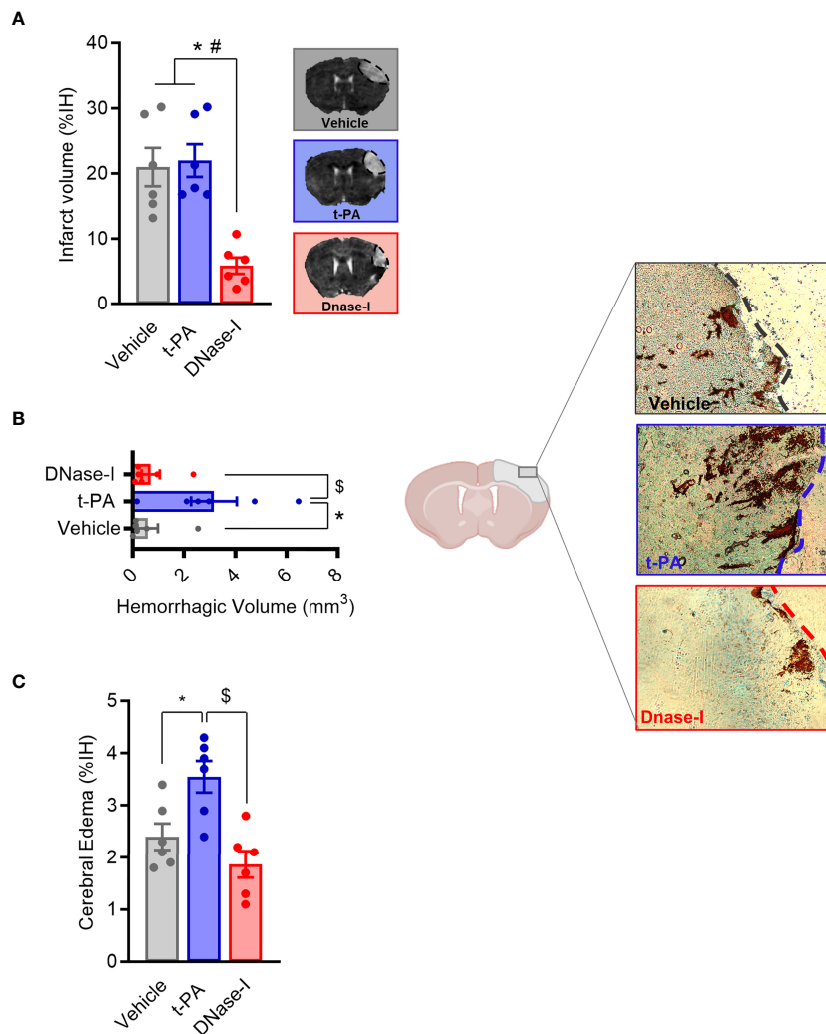 A
Infarct volume (%IH)
40
30
20
10
0
* #
Vehicle
t-PA
DNase-I
Vehicle
t-PA
Dnase-I
B
DNase-I
t-PA
Vehicle
$
*
0
2
4
6
8
Hemorrhagic Volume (mm³)
Vehicle
t-PA
Dnase-I
C
Cerebral Edema (%IH)
5
4
3
2
1
0
*
$
Vehicle
t-PA
DNase-I